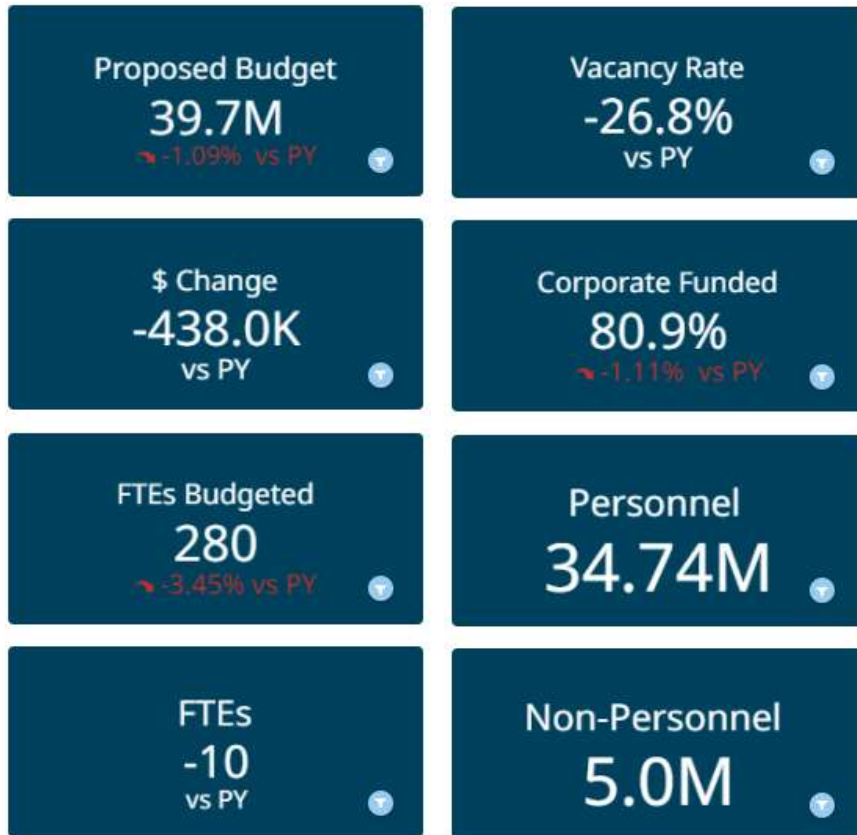 Proposed Budget
39.7M
-1.09% vs PY
Vacancy Rate
-26.8%
vs PY
$ Change
-438.0K
vs PY
Corporate Funded
80.9%
-1.11% vs PY
FTEs Budgeted
280
-3.45% vs PY
Personnel
34.74M
FTEs
-10
vs PY
Non-Personnel
5.0M